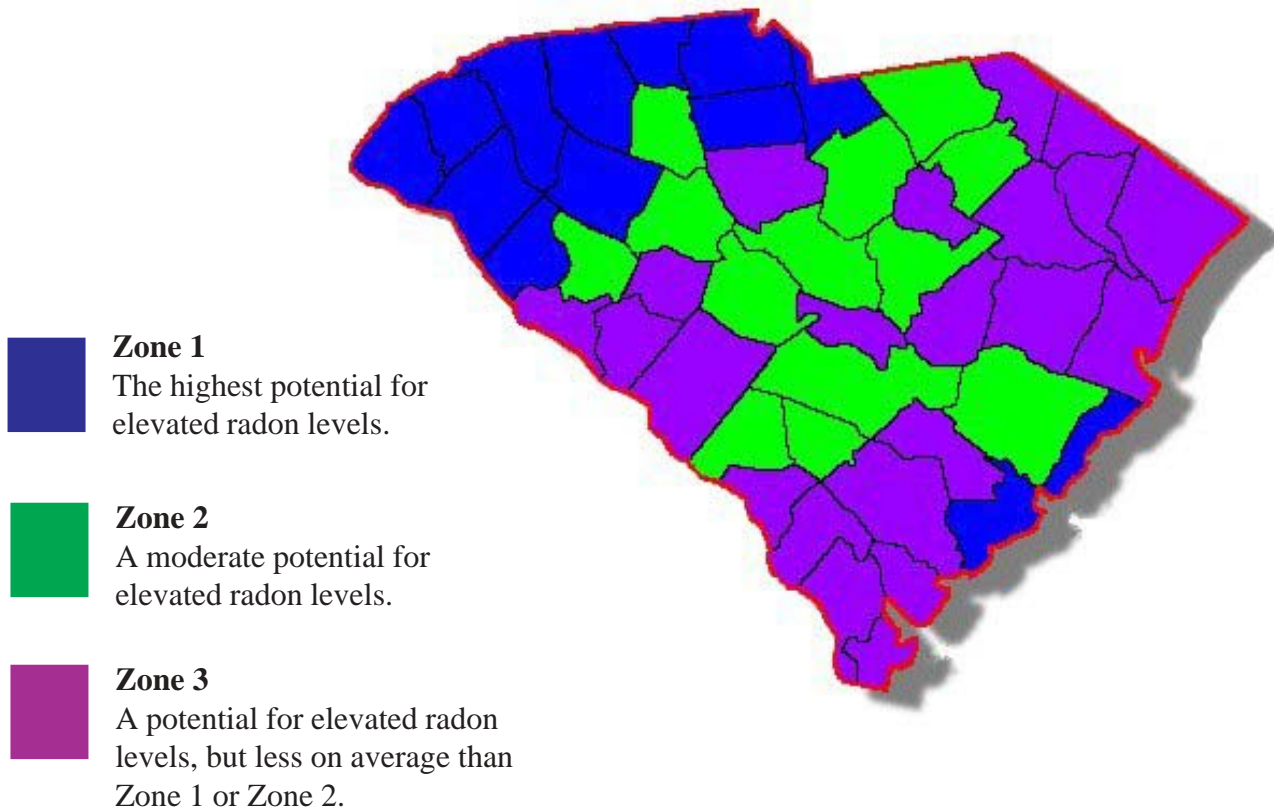 Zone 1
The highest potential for
elevated radon levels.
Zone 2
A moderate potential for
elevated radon levels.
Zone 3
A potential for elevated radon
levels, but less on average than
Zone 1 or Zone 2.